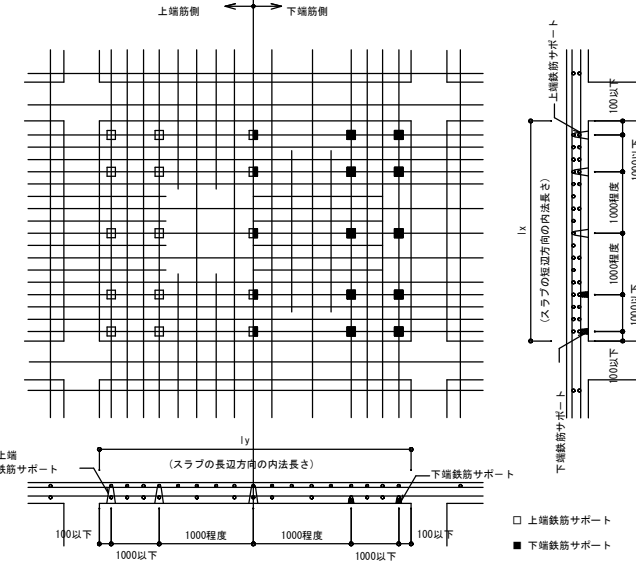 上端筋側
下端筋側
上端鉄筋サポート
100以下
1000以下
1000程度
1000程度
1000以下
100以下
lx
(スラブの短辺方向の内法長さ)
下端鉄筋サポート
ly
(スラブの長辺方向の内法長さ)
上端
鉄筋サポート
下端鉄筋サポート
100以下
1000以下
1000程度
1000程度
1000以下
100以下
□ 上端鉄筋サポート
■ 下端鉄筋サポート